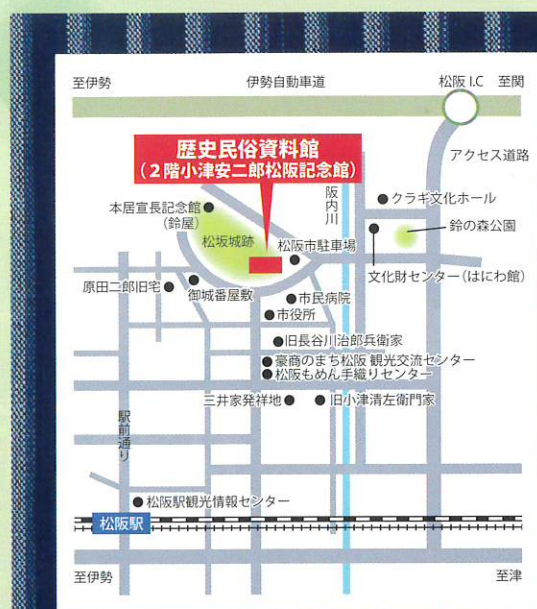 至伊勢
伊勢自動車道
松阪 I.C
至関
アクセス道路
歴史民俗資料館
(2階小津安二郎松阪記念館)
阪内川
クラギ文化ホール
鈴の森公園
本居宣長記念館
(鈴屋)
松坂城跡
松阪市駐車場
文化財センター(はにわ館)
原田二郎旧宅
御城番屋敷
市民病院
市役所
旧長谷川治郎兵衛家
豪商のまち松阪 観光交流センター
松阪もめん手織りセンター
三井家発祥地
旧小津清左衛門家
駅前通り
松阪駅観光情報センター
松阪駅
至伊勢
至津